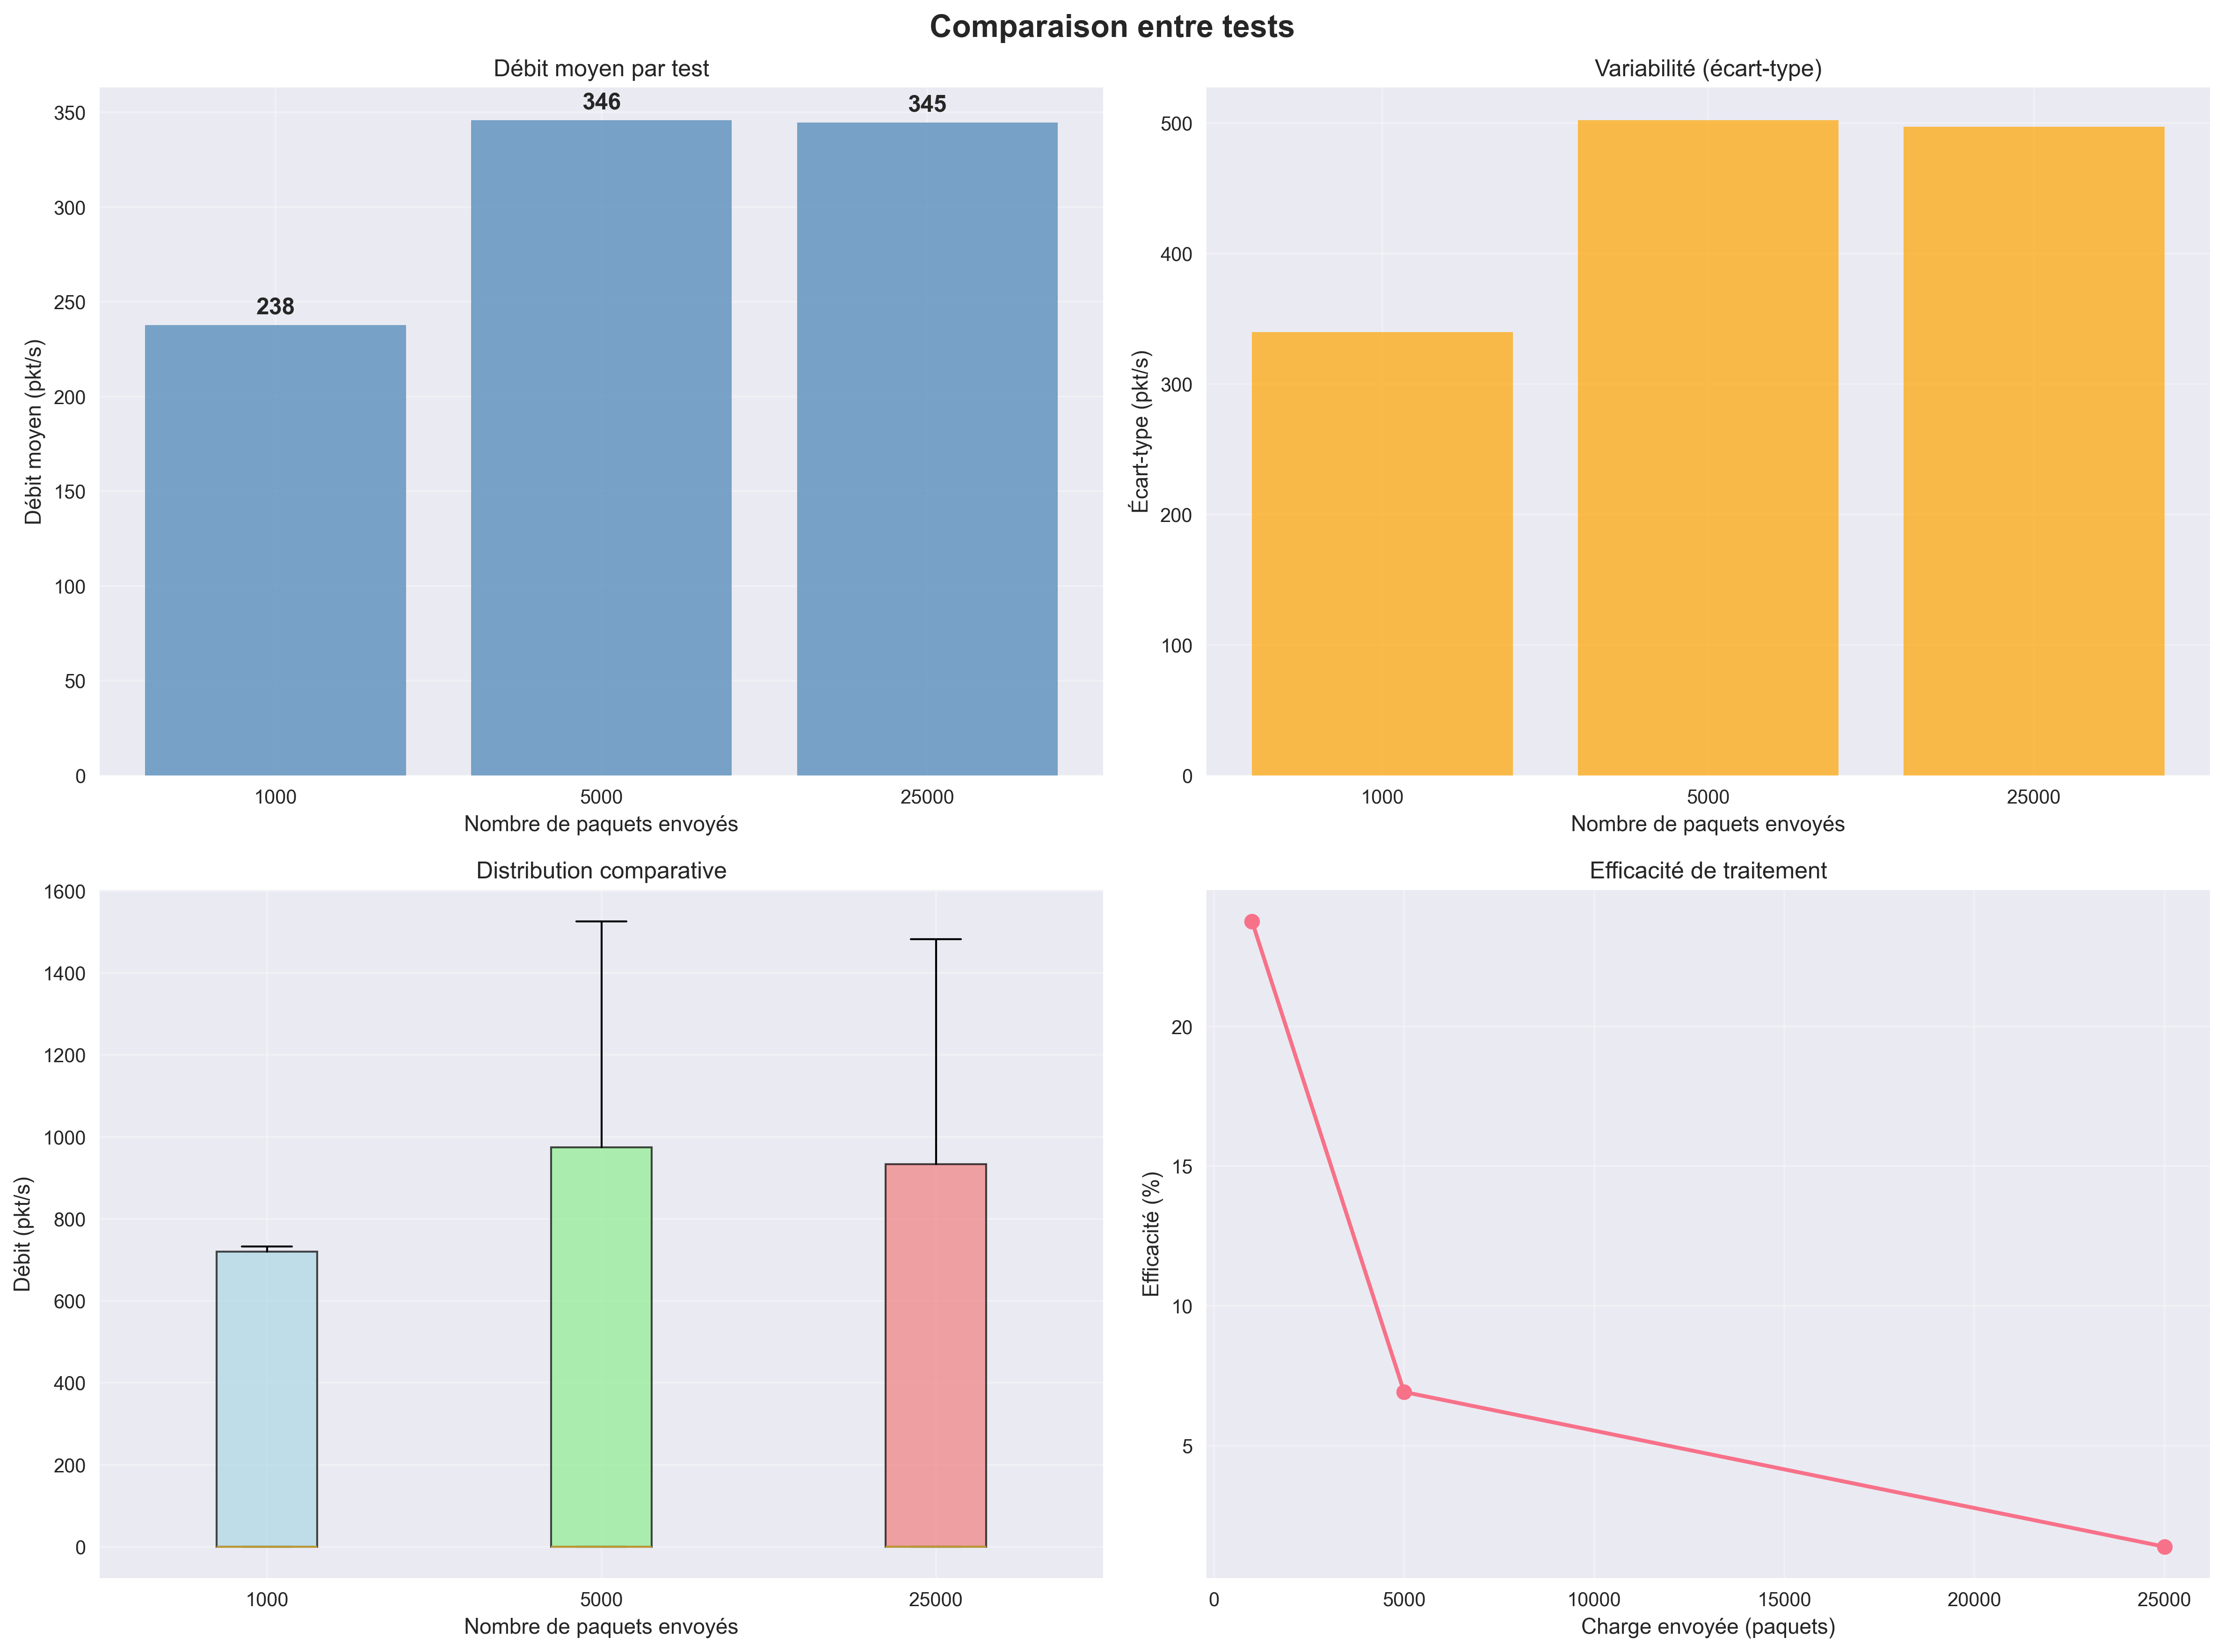 Comparaison entre tests
Débit moyen par test
Débit moyen (pkt/s)
350
300
250
200
150
100
50
0
346
345
238
1000 5000 25000
Nombre de paquets envoyés
Variabilité (écart-type)
Écart-type (pkt/s)
500
400
300
200
100
0
1000 5000 25000
Nombre de paquets envoyés
Distribution comparative
Débit (pkt/s)
1600
1400
1200
1000
800
600
400
200
0
1000 5000 25000
Nombre de paquets envoyés
Efficacité de traitement
Efficacité (%)
20
15
10
5
0 5000 10000 15000 20000 25000
Charge envoyée (paquets)